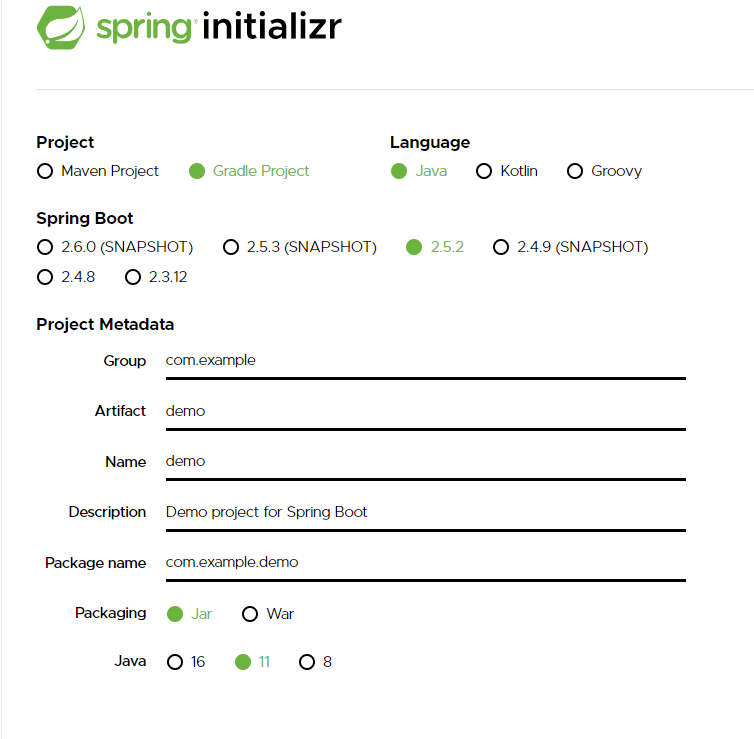 spring initializr
Project
Language
Maven Project Gradle Project
Java Kotlin Groovy
Spring Boot
2.6.0 (SNAPSHOT) 2.5.3 (SNAPSHOT) 2.5.2 2.4.9 (SNAPSHOT)
2.4.8 2.3.12
Project Metadata
Group com.example
Artifact demo
Name demo
Description Demo project for Spring Boot
Package name com.example.demo
Packaging Jar War
Java 16 11 8